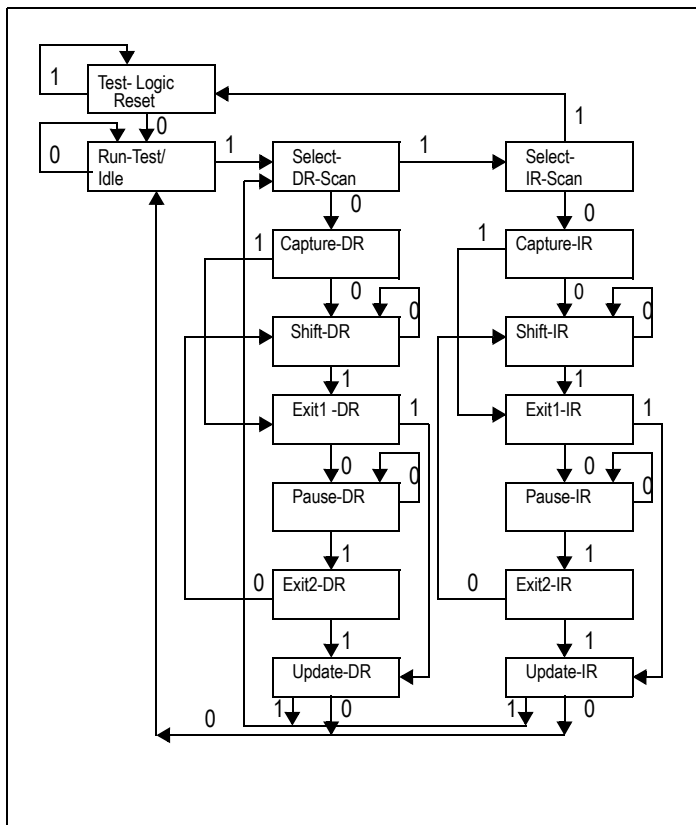 1
Test- Logic
Reset
1
0
0
Run-Test/
Idle
1
Select-
DR-Scan
1
Select-
IR-Scan
0
0
1
Capture-DR
1
Capture-IR
0
0
Shift-DR
0
Shift-IR
0
1
1
Exit1 -DR
1
Exit1-IR
1
0
0
Pause-DR
0
Pause-IR
0
1
1
0
Exit2-DR
0
Exit2-IR
1
1
Update-DR
Update-IR
0
1
0
1
0